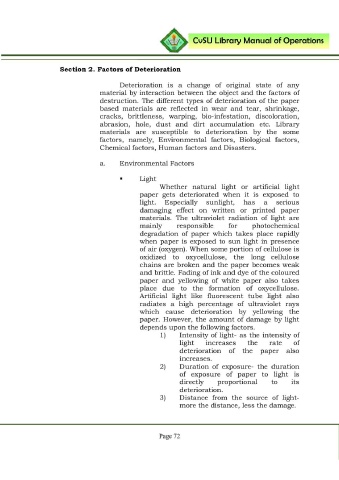 CvSU Library Manual of Operations
Section 2. Factors of Deterioration
Deterioration is a change of original state of any
material by interaction between the object and the factors of
destruction. The different types of deterioration of the paper
based materials are reflected in wear and tear, shrinkage,
cracks, brittleness, warping, bio-infestation, discoloration,
abrasion, hole, dust and dirt accumulation etc. Library
materials are susceptible to deterioration by the some
factors, namely, Environmental factors, Biological factors,
Chemical factors, Human factors and Disasters.
a. Environmental Factors
• Light
Whether natural light or artificial light
paper gets deteriorated when it is exposed to
light. Especially sunlight, has a serious
damaging effect on written or printed paper
materials. The ultraviolet radiation of light are
mainly responsible for photochemical
degradation of paper which takes place rapidly
when paper is exposed to sun light in presence
of air (oxygen). When some portion of cellulose is
oxidized to oxycellulose, the long cellulose
chains are broken and the paper becomes weak
and brittle. Fading of ink and dye of the coloured
paper and yellowing of white paper also takes
place due to the formation of oxycellulose.
Artificial light like fluorescent tube light also
radiates a high percentage of ultraviolet rays
which cause deterioration by yellowing the
paper. However, the amount of damage by light
depends upon the following factors.
1) Intensity of light- as the intensity of
light increases the rate of
deterioration of the paper also
increases.
2) Duration of exposure- the duration
of exposure of paper to light is
directly proportional to its
deterioration.
3) Distance from the source of light-
more the distance, less the damage.
Page 72